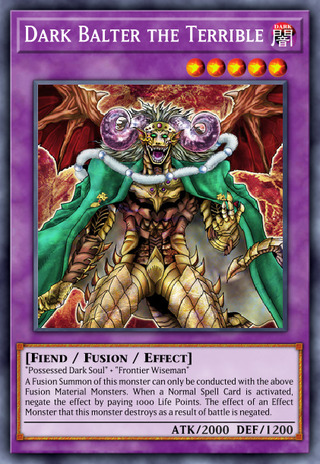 Dark Balter the Terrible
DARK
闇
[Fiend / Fusion / Effect]
"Possessed Dark Soul" + "Frontier Wiseman"
A Fusion Summon of this monster can only be conducted with the above
Fusion Material Monsters. When a Normal Spell Card is activated,
negate the effect by paying 1000 Life Points. The effect of an Effect
Monster that this monster destroys as a result of battle is negated.
ATK/2000 DEF/1200